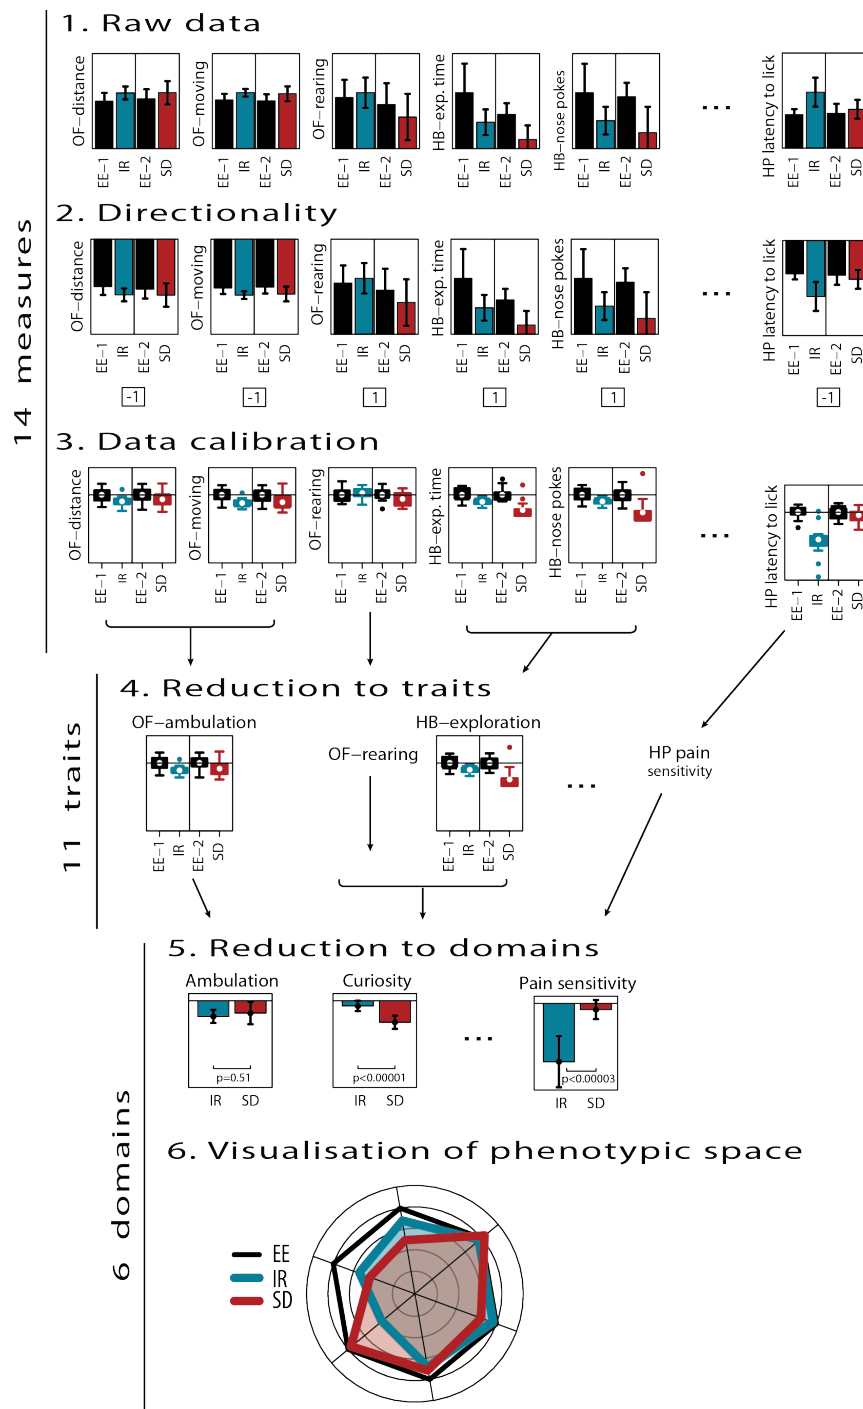 1. Raw data
OF−distance
EE−1 IR EE−2 SD
OF−moving
EE−1 IR EE−2 SD
OF−rearing
EE−1 IR EE−2 SD
HB−exp. time
EE−1 IR EE−2 SD
HB−nose pokes
EE−1 IR EE−2 SD
...
HP latency to lick
EE−1 IR EE−2 SD
14 measures
2. Directionality
OF−distance
EE−1 IR EE−2 SD
-1
OF−moving
EE−1 IR EE−2 SD
-1
OF−rearing
EE−1 IR EE−2 SD
1
HB−exp. time
EE−1 IR EE−2 SD
1
HB−nose pokes
EE−1 IR EE−2 SD
1
...
HP latency to lick
EE−1 IR EE−2 SD
-1
3. Data calibration
OF−distance
EE−1 IR EE−2 SD
OF−moving
EE−1 IR EE−2 SD
OF−rearing
EE−1 IR EE−2 SD
HB−exp. time
EE−1 IR EE−2 SD
HB−nose pokes
EE−1 IR EE−2 SD
...
HP latency to lick
EE−1 IR EE−2 SD
11 traits
4. Reduction to traits
OF−ambulation
EE−1 IR EE−2 SD
OF−rearing
HB−exploration
EE−1 IR EE−2 SD
...
HP pain
sensitivity
6 domains
5. Reduction to domains
Ambulation
p=0.51
IR SD
Curiosity
p<0.00001
IR SD
...
Pain sensitivity
p<0.00003
IR SD
6. Visualisation of phenotypic space
EE
IR
SD